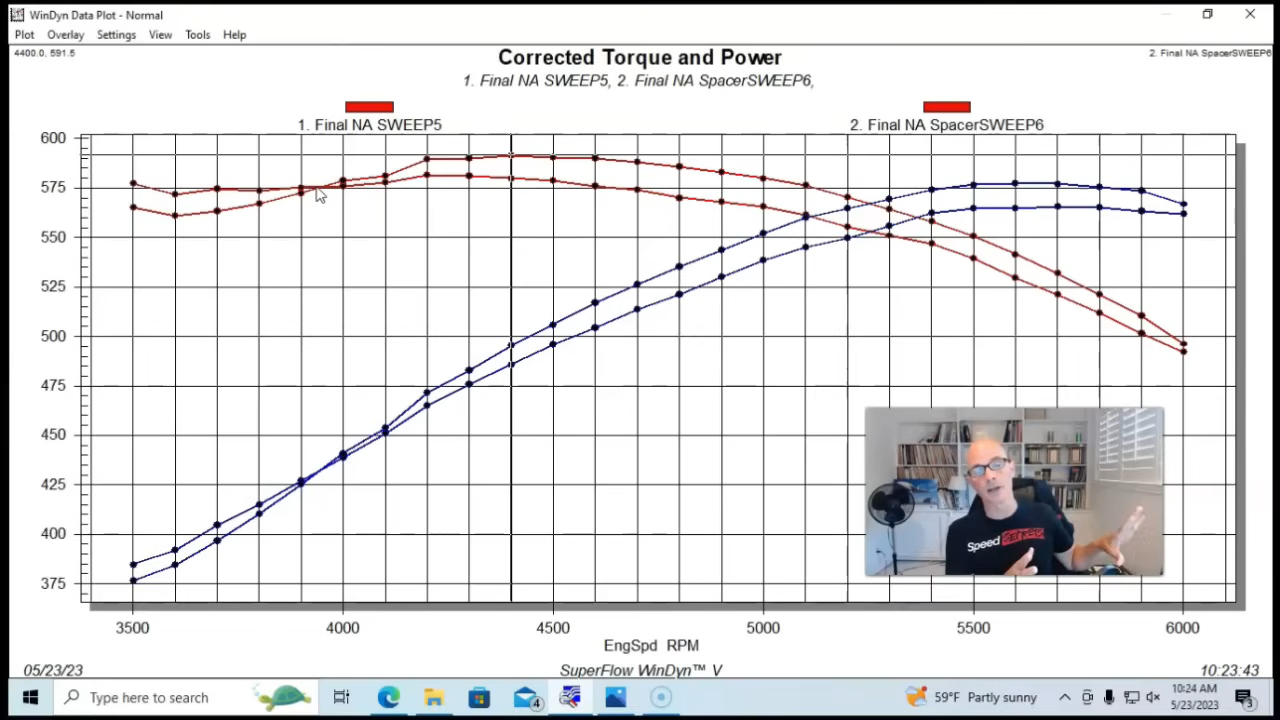 WinDyn Data Plot - Normal
Plot Overlay Settings View Tools Help
4400.0, 591.5
2. Final NA SpacerSWEEP6
Corrected Torque and Power
1. Final NA SWEEP5, 2. Final NA SpacerSWEEP6,
1. Final NA SWEEP5
2. Final NA SpacerSWEEP6
600
575
550
525
500
475
450
425
400
375
3500 4000 4500 5000 5500 6000
EngSpd RPM
Speed
05/23/23 SuperFlow WinDyn™ V 10:23:43
Type here to search
4
59°F Partly sunny
10:24 AM
5/23/2023
3